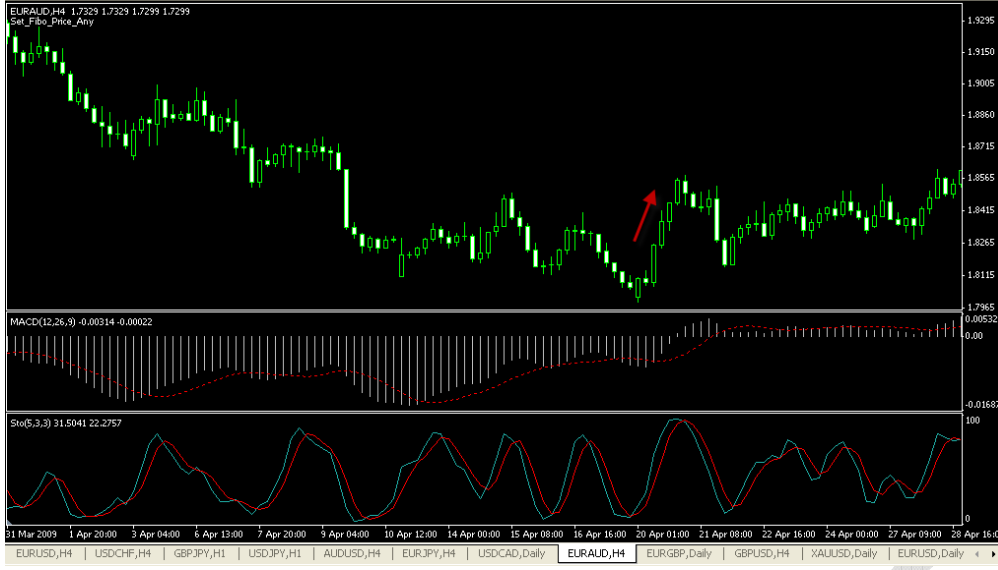 EURAUD,H4 1.7329 1.7329 1.7299 1.7299
Set_Fibo_Price_Any
1.9295
1.9150
1.9005
1.8860
1.8715
1.8565
1.8415
1.8265
1.8115
1.7965
MACD(12,26,9) -0.00314 -0.00022
0.00532
0.00
-0.01687
Sto(5,3,3) 31.5041 22.2757
100
0
31 Mar 2009 1 Apr 20:00 3 Apr 04:00 6 Apr 13:00 7 Apr 20:00 9 Apr 04:00 10 Apr 12:00 14 Apr 00:00 15 Apr 08:00 16 Apr 16:00 20 Apr 01:00 21 Apr 08:00 22 Apr 16:00 24 Apr 00:00 27 Apr 09:00 28 Apr 16:0
EURUSD,H4 USDCHF,H4 GBPJPY,H1 USDJPY,H1 AUDUSD,H4 EURJPY,H4 USDCAD,Daily EURAUD,H4 EURGBP,Daily GBPUSD,H4 XAUUSD,Daily EURUSD,Daily